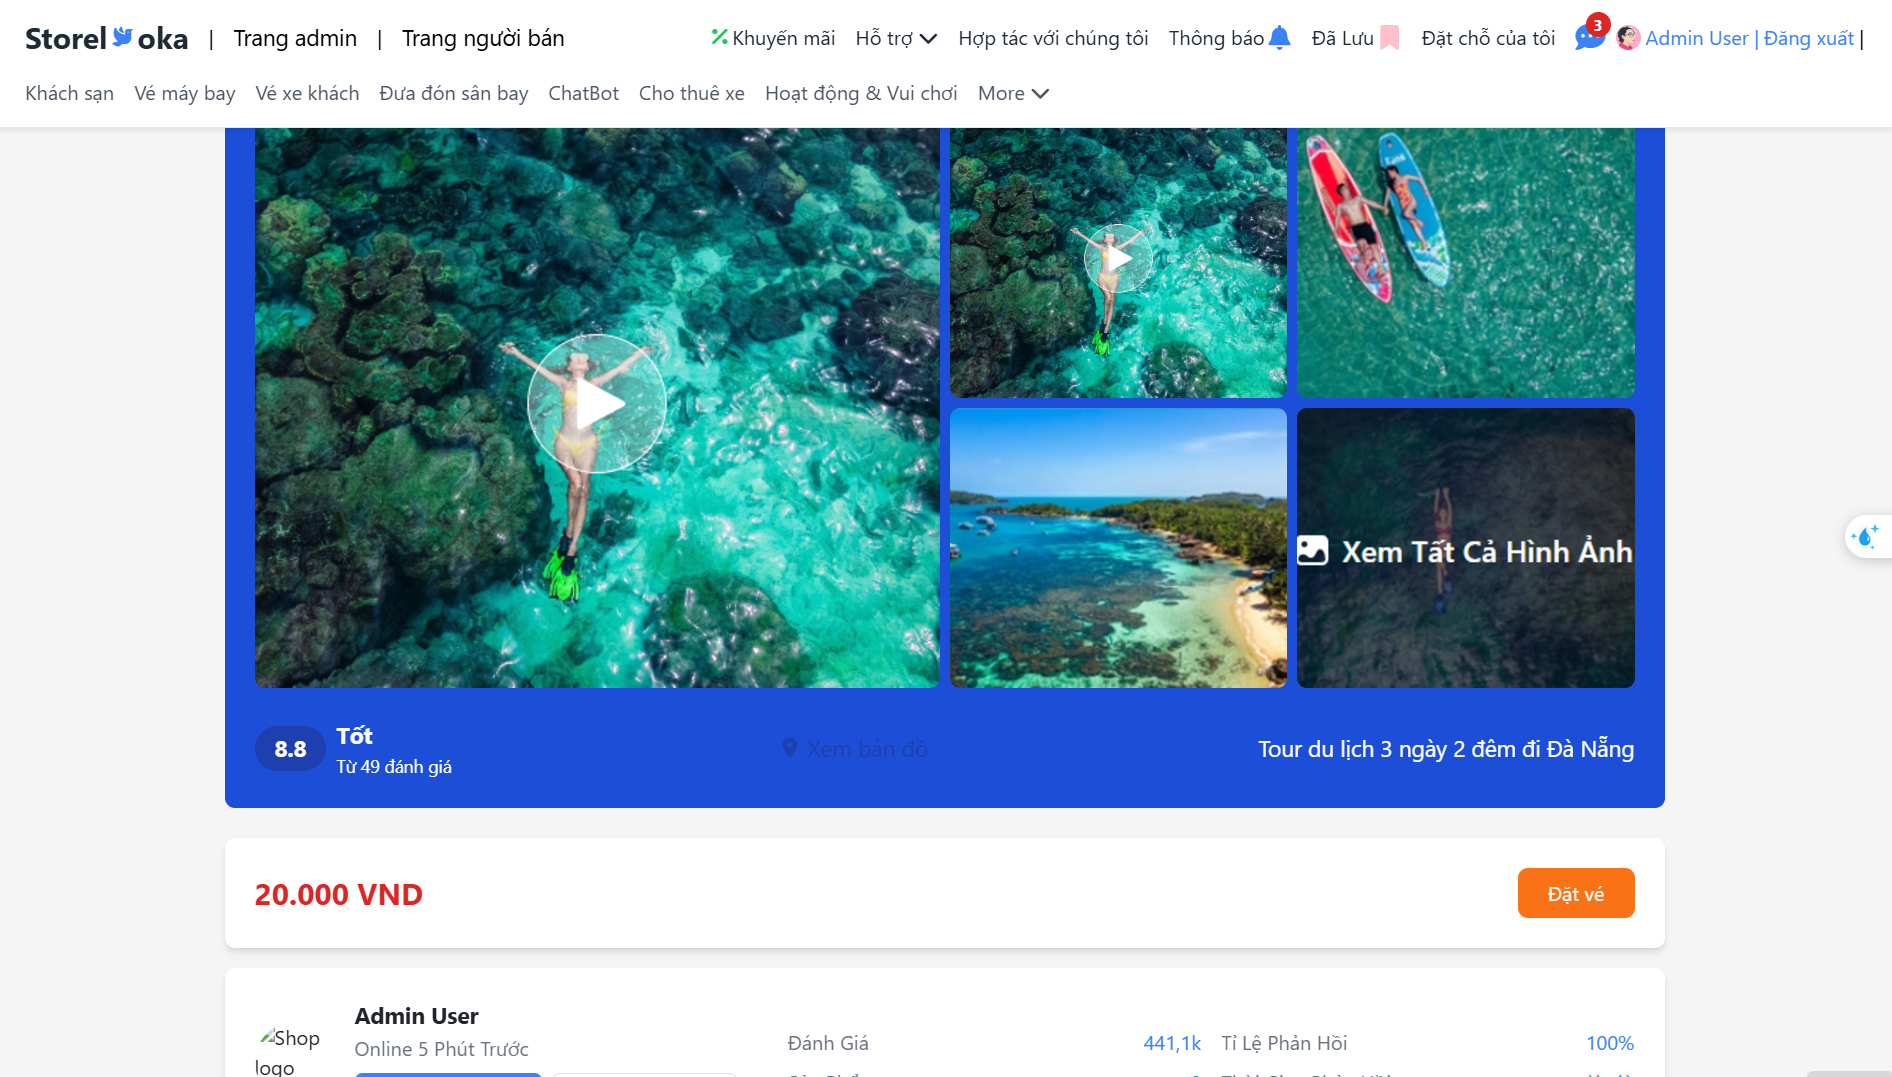 Storel oka | Trang admin | Trang người bán
Khuyến mãi Hỗ trợ Hợp tác với chúng tôi Thông báo Đã Lưu Đặt chỗ của tôi 3 Admin User | Đăng xuất |
Khách sạn Vé máy bay Vé xe khách Đưa đón sân bay ChatBot Cho thuê xe Hoạt động & Vui chơi More
Xem Tất Cả Hình Ảnh
8.8
Tốt
Từ 49 đánh giá
Xem bản đồ
Tour du lịch 3 ngày 2 đêm đi Đà Nẵng
20.000 VND
Đặt vé
Shop
logo
Admin User
Online 5 Phút Trước
Đánh Giá 441,1k Tỉ Lệ Phản Hồi 100%